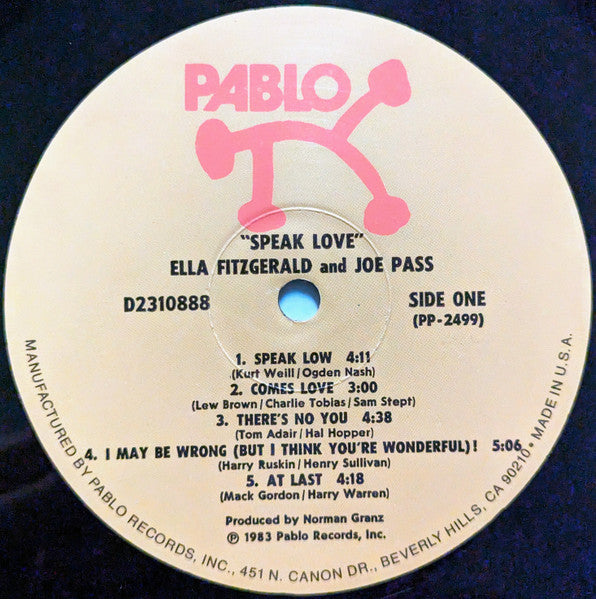 PABLO
"SPEAK LOVE"
ELLA FITZGERALD and JOE PASS
D2310888
SIDE ONE
(PP-2499)
1. SPEAK LOW 4:11
(Kurt Weill/Ogden Nash)
2. COMES LOVE 3:00
(Lew Brown/Charlie Tobias/Sam Stept)
3. THERE'S NO YOU 4:38
(Tom Adair/Hal Hopper)
4. I MAY BE WRONG (BUT I THINK YOU'RE WONDERFUL)! 5:06
(Harry Ruskin/Henry Sullivan)
5. AT LAST 4:18
(Mack Gordon/Harry Warren)
Produced by Norman Granz
℗ 1983 Pablo Records, Inc.
MANUFACTURED BY PABLO RECORDS, INC., 451 N. CANON DR., BEVERLY HILLS, CA 90210 • MADE IN U.S.A.